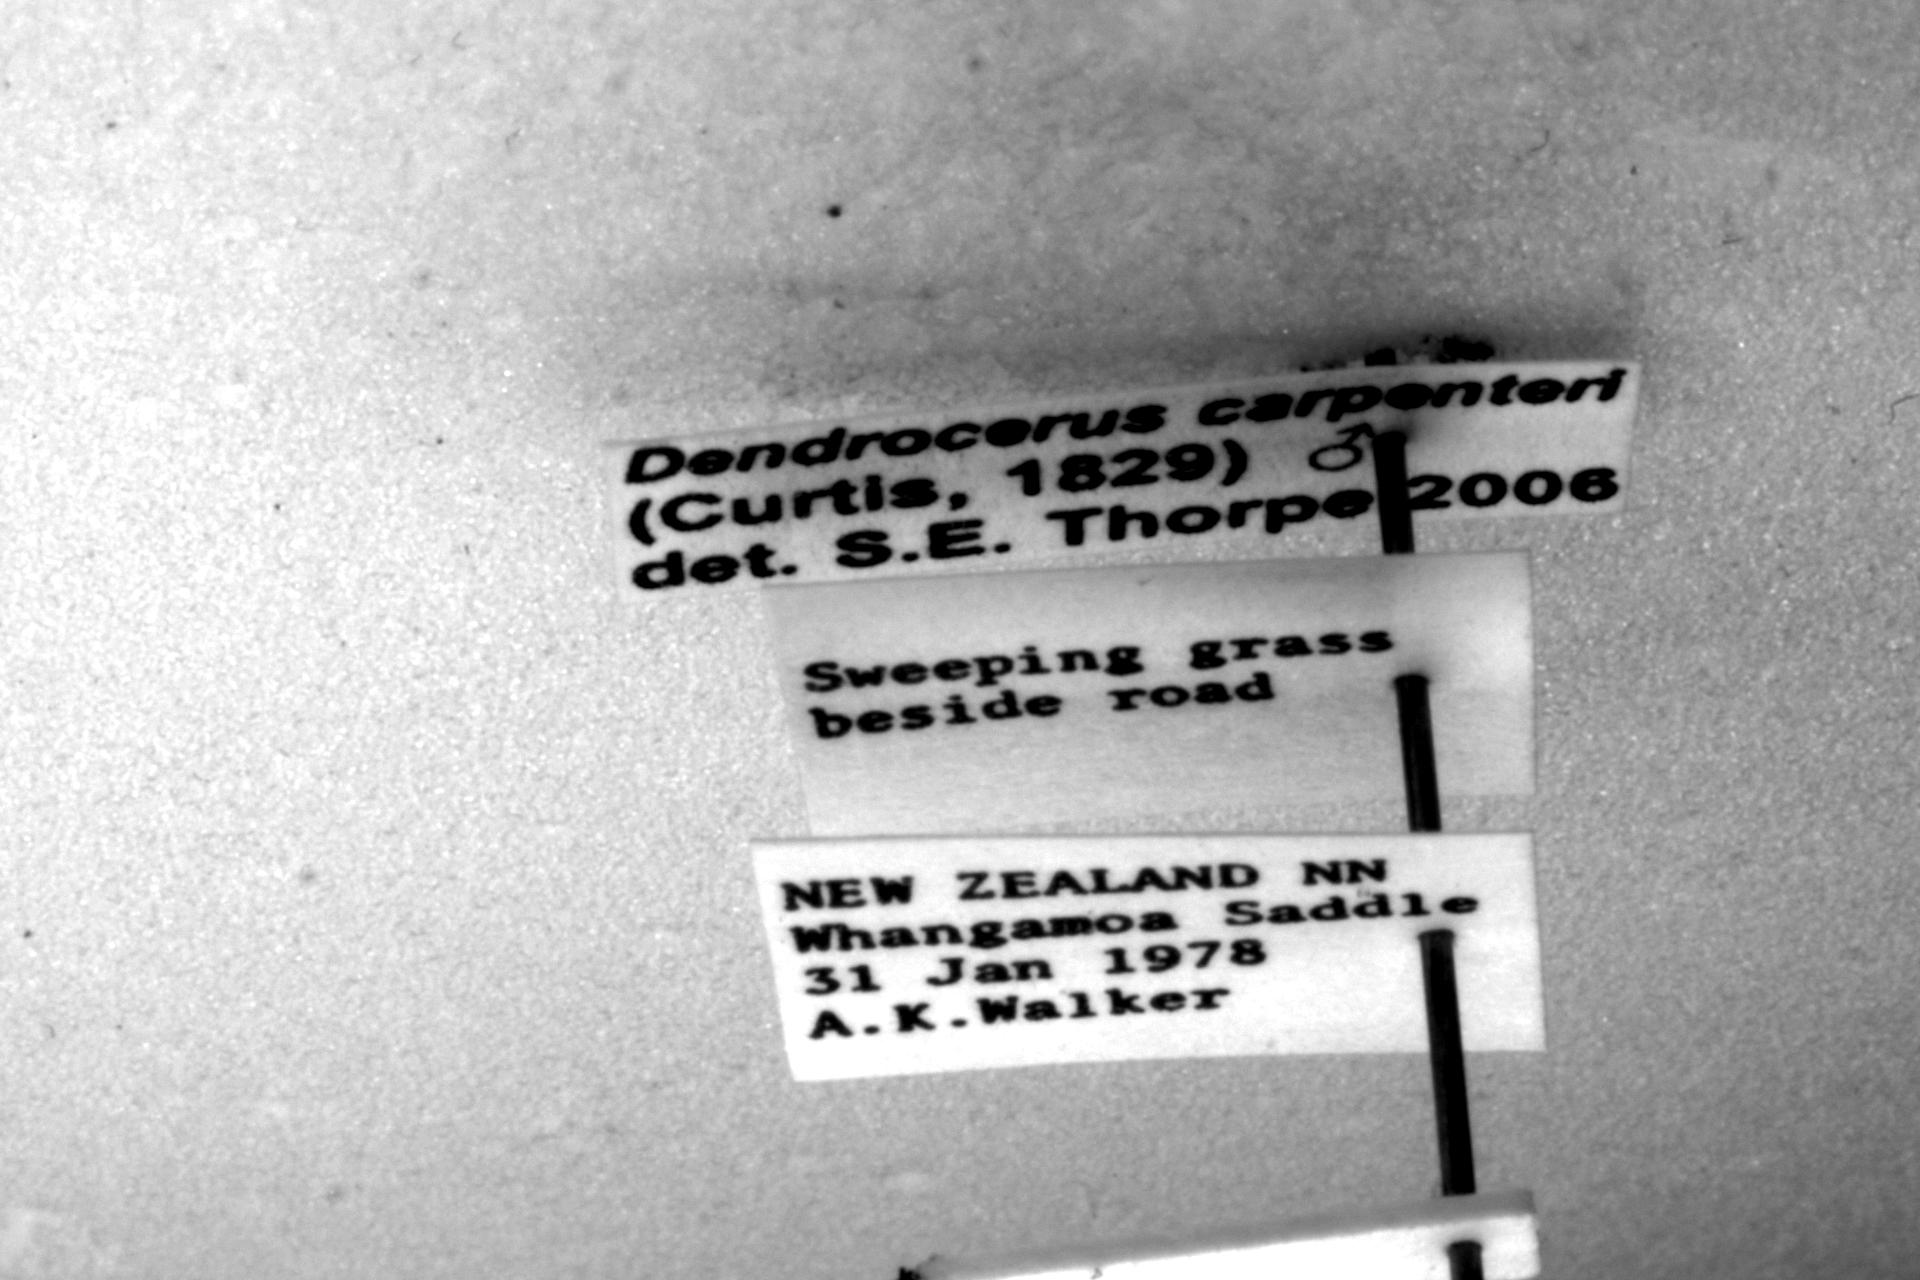 Dendrocerus carpenteri
(Curtis, 1829) ♂
det. S.E. Thorpe 2006
Sweeping grass
beside road
NEW ZEALAND NN
Whangamoa Saddle
31 Jan 1978
A.K.Walker